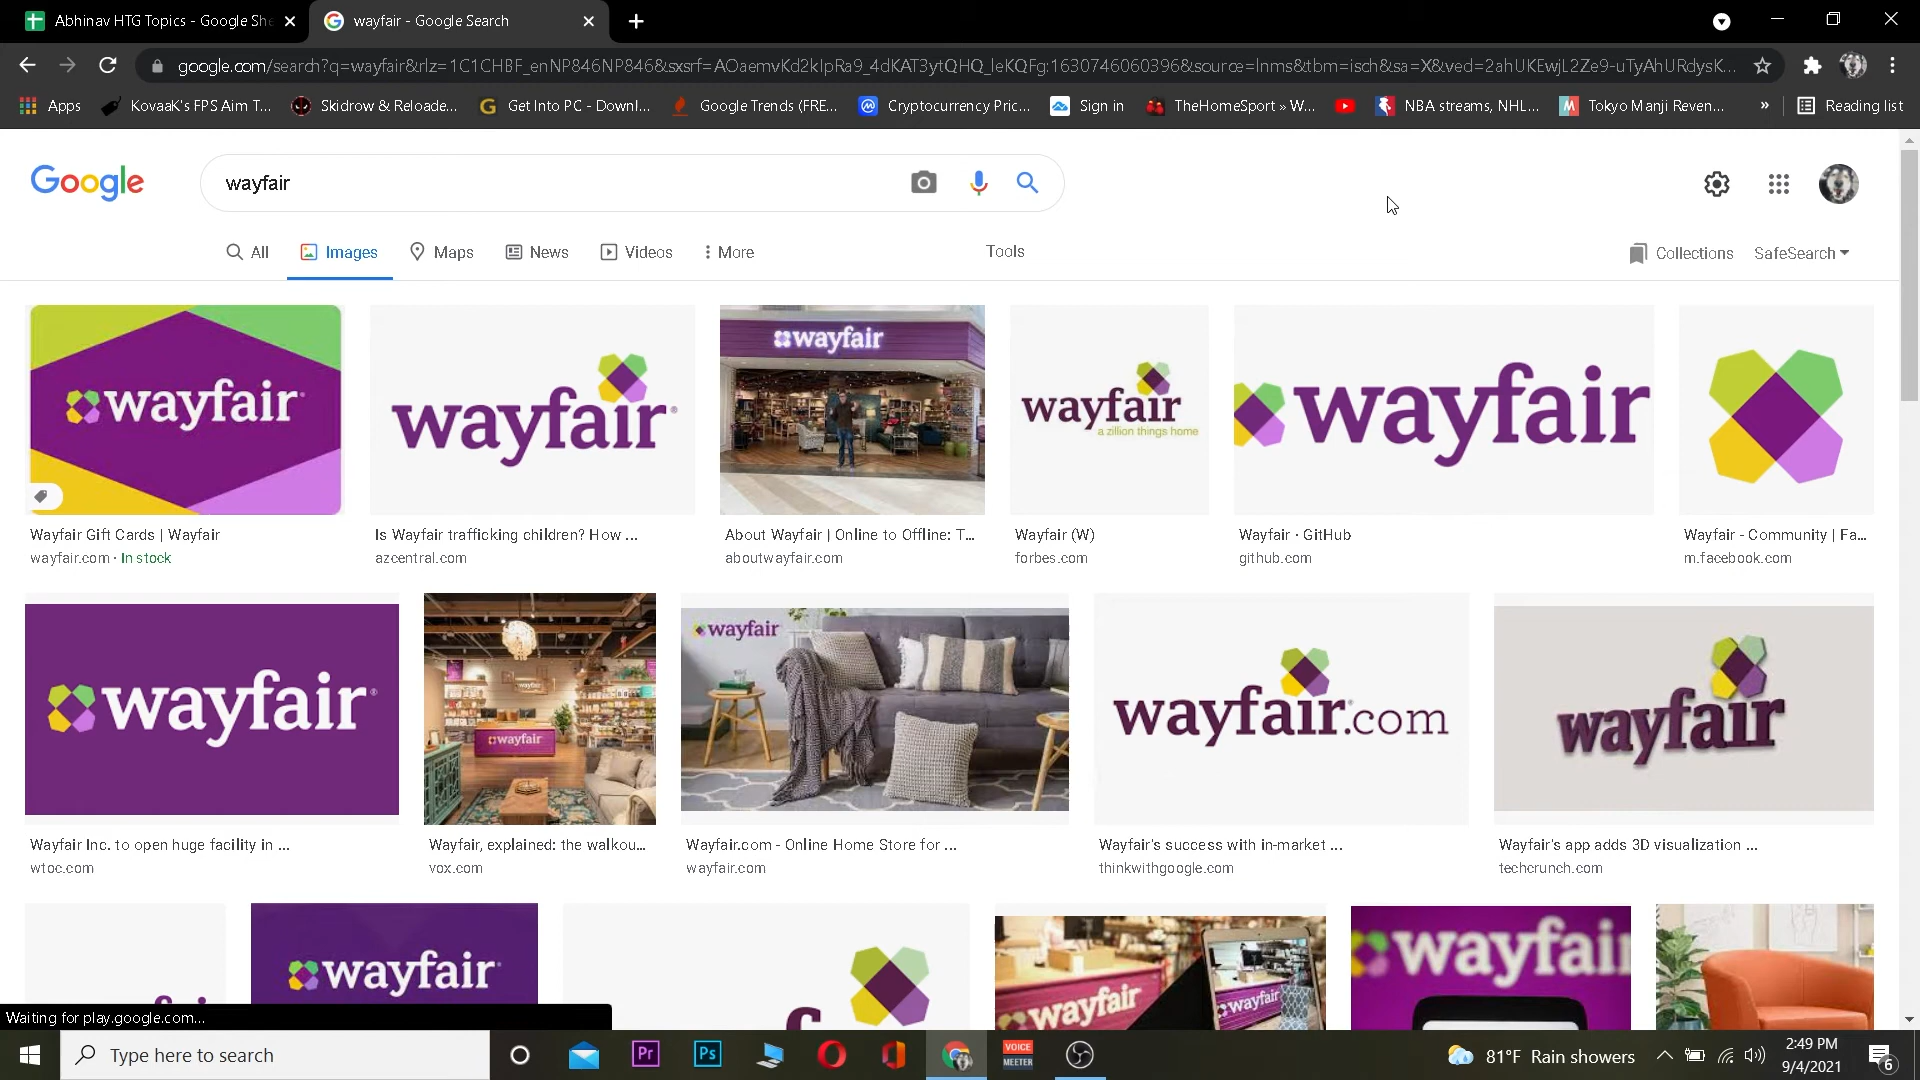 Abhinav HTG Topics - Google She
wayfair - Google Search
google.com/search?q=wayfair&rlz=1C1CHBF_enNP846NP846&sxsrf=AOaemvKd2kIpRa9_4dKAT3ytQHQ_leKQFg:1630746060396&source=lnms&tbm=isch&sa=X&ved=2ahUKEwjL2Ze9-uTyAhURdysK...
Apps
KovaaK's FPS Aim T...
Skidrow & Reloade...
Get Into PC - Downl...
Google Trends (FRE...
Cryptocurrency Pric...
Sign in
TheHomeSport » W...
NBA streams, NHL...
Tokyo Manji Reven...
»
Reading list
Google
wayfair
All
Images
Maps
News
Videos
More
Tools
Collections
SafeSearch
wayfair
wayfair®
wayfair
wayfair
a zillion things home
wayfair
Wayfair Gift Cards | Wayfair
wayfair.com · In stock
Is Wayfair trafficking children? How ...
azcentral.com
About Wayfair | Online to Offline: T...
aboutwayfair.com
Wayfair (W)
forbes.com
Wayfair · GitHub
github.com
Wayfair - Community | Fa...
m.facebook.com
wayfair®
wayfair
wayfair
wayfair
wayfair.com
wayfair
Wayfair Inc. to open huge facility in ...
wtoc.com
Wayfair, explained: the walkou...
vox.com
Wayfair.com - Online Home Store for ...
wayfair.com
Wayfair's success with in-market ...
thinkwithgoogle.com
Wayfair's app adds 3D visualization ...
techcrunch.com
wayfair
wayfair
wayfair
wayfair
Waiting for play.google.com...
Type here to search
Pr
Ps
VOICE
MEETER
81°F Rain showers
2:49 PM
9/4/2021
6